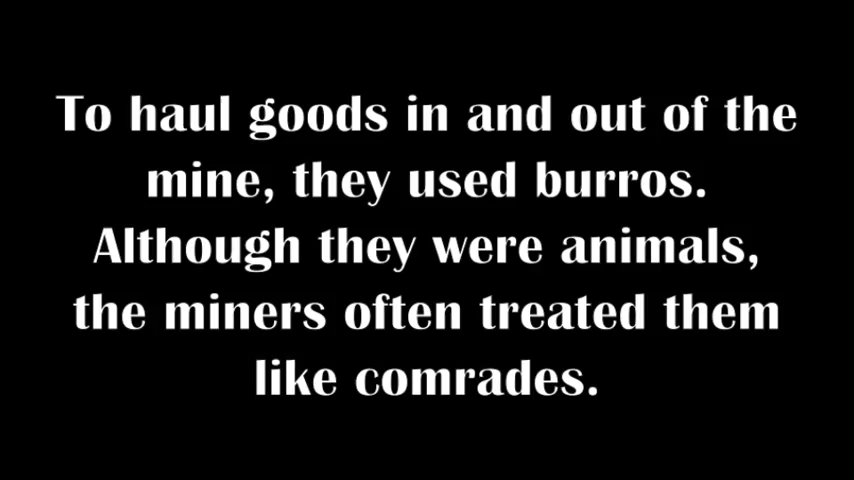 To haul goods in and out of the
mine, they used burros.
Although they were animals,
the miners often treated them
like comrades.